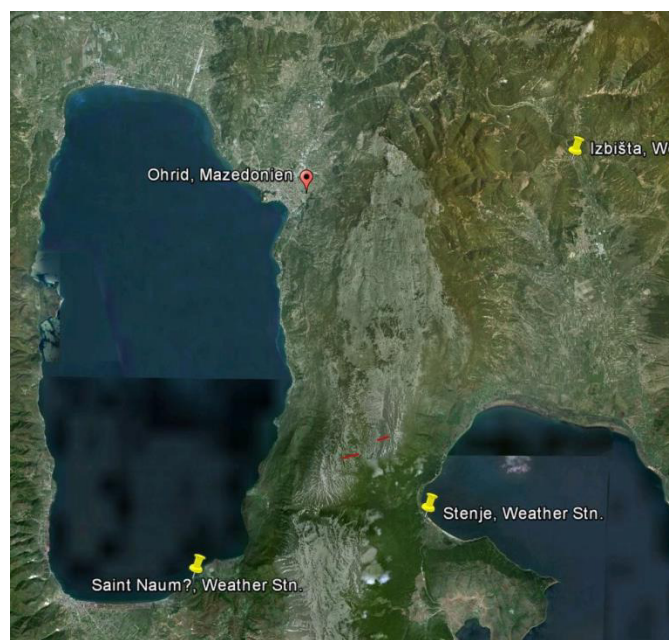 Izbišta,
Ohrid, Mazedonien
Stenje, Weather Stn.
Saint Naum?, Weather Stn.